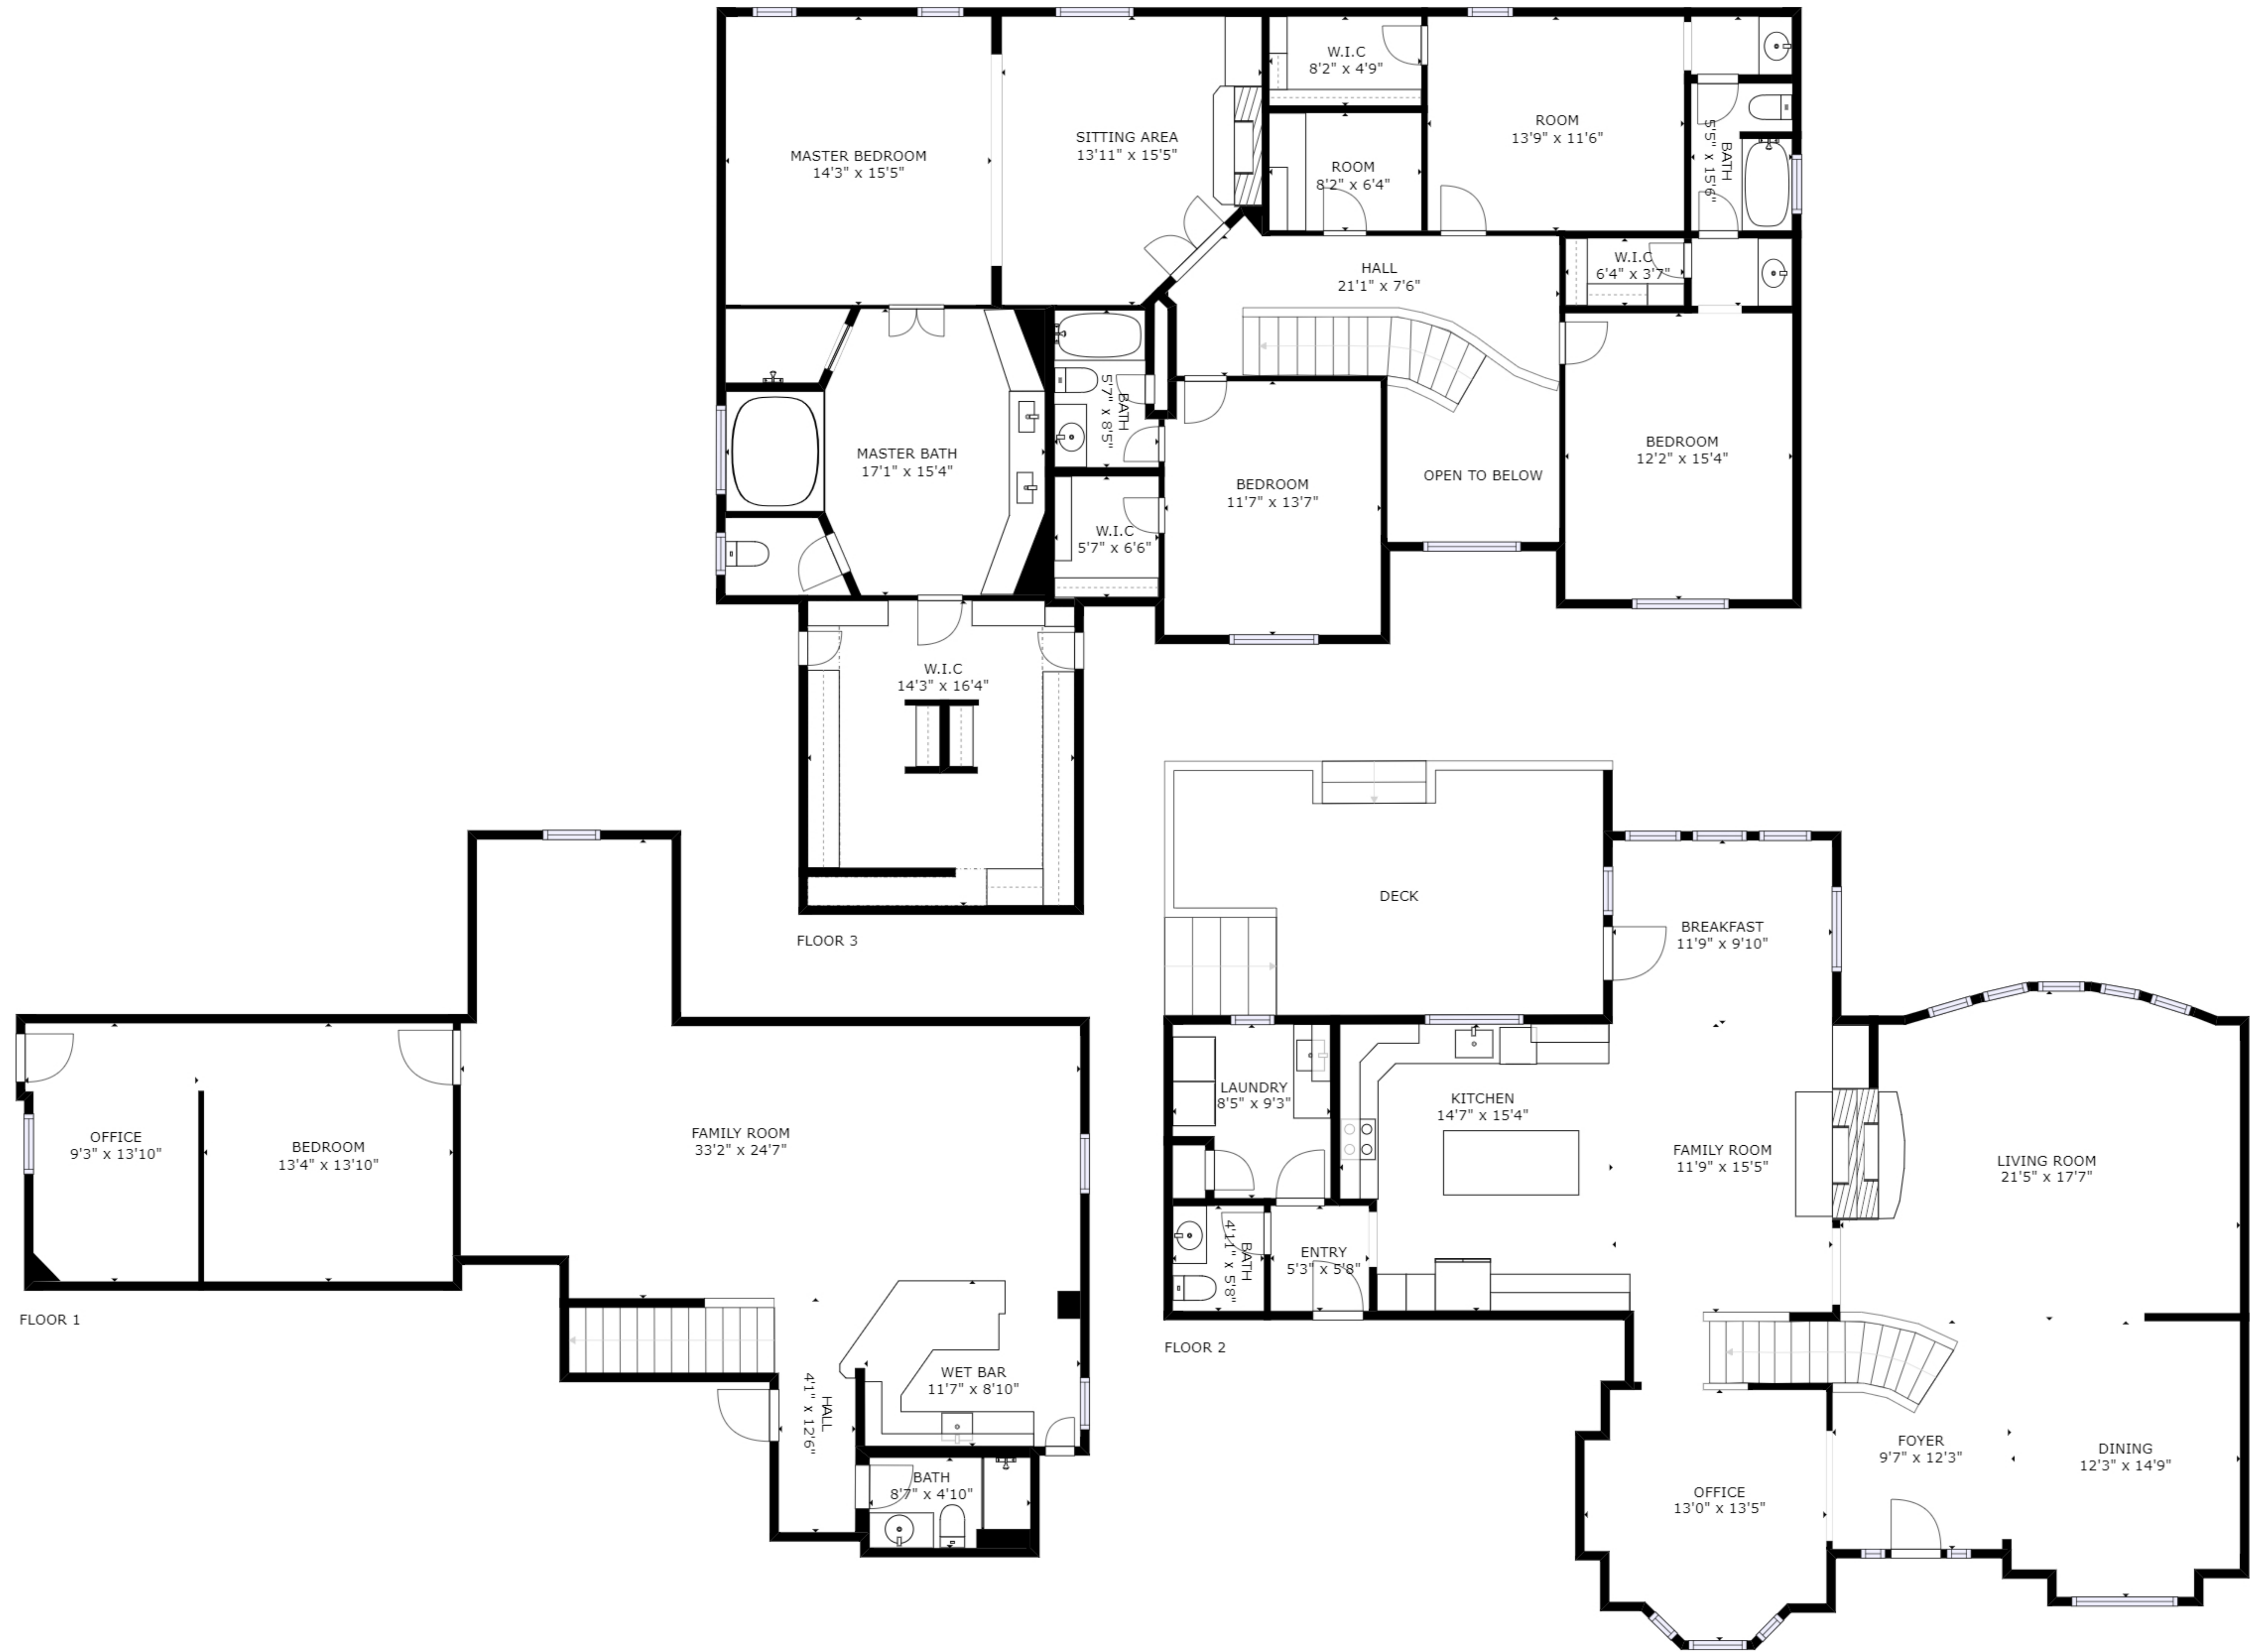 MASTER BEDROOM
14'3" x 15'5"
SITTING AREA
13'11" x 15'5"
W.I.C
8'2" x 4'9"
ROOM
8'2" x 6'4"
ROOM
13'9" x 11'6"
BATH
5'5" x 15'6"
HALL
21'1" x 7'6"
W.I.C
6'4" x 3'7"
MASTER BATH
17'1" x 15'4"
BATH
5'7" x 8'5"
W.I.C
5'7" x 6'6"
BEDROOM
11'7" x 13'7"
OPEN TO BELOW
BEDROOM
12'2" x 15'4"
W.I.C
14'3" x 16'4"
FLOOR 3
OFFICE
9'3" x 13'10"
BEDROOM
13'4" x 13'10"
FAMILY ROOM
33'2" x 24'7"
HALL
4'1" x 12'6"
WET BAR
11'7" x 8'10"
BATH
8'7" x 4'10"
FLOOR 1
DECK
BREAKFAST
11'9" x 9'10"
LAUNDRY
8'5" x 9'3"
KITCHEN
14'7" x 15'4"
FAMILY ROOM
11'9" x 15'5"
LIVING ROOM
21'5" x 17'7"
BATH
4'11" x 5'8"
ENTRY
5'3" x 5'8"
FOYER
9'7" x 12'3"
DINING
12'3" x 14'9"
OFFICE
13'0" x 13'5"
FLOOR 2